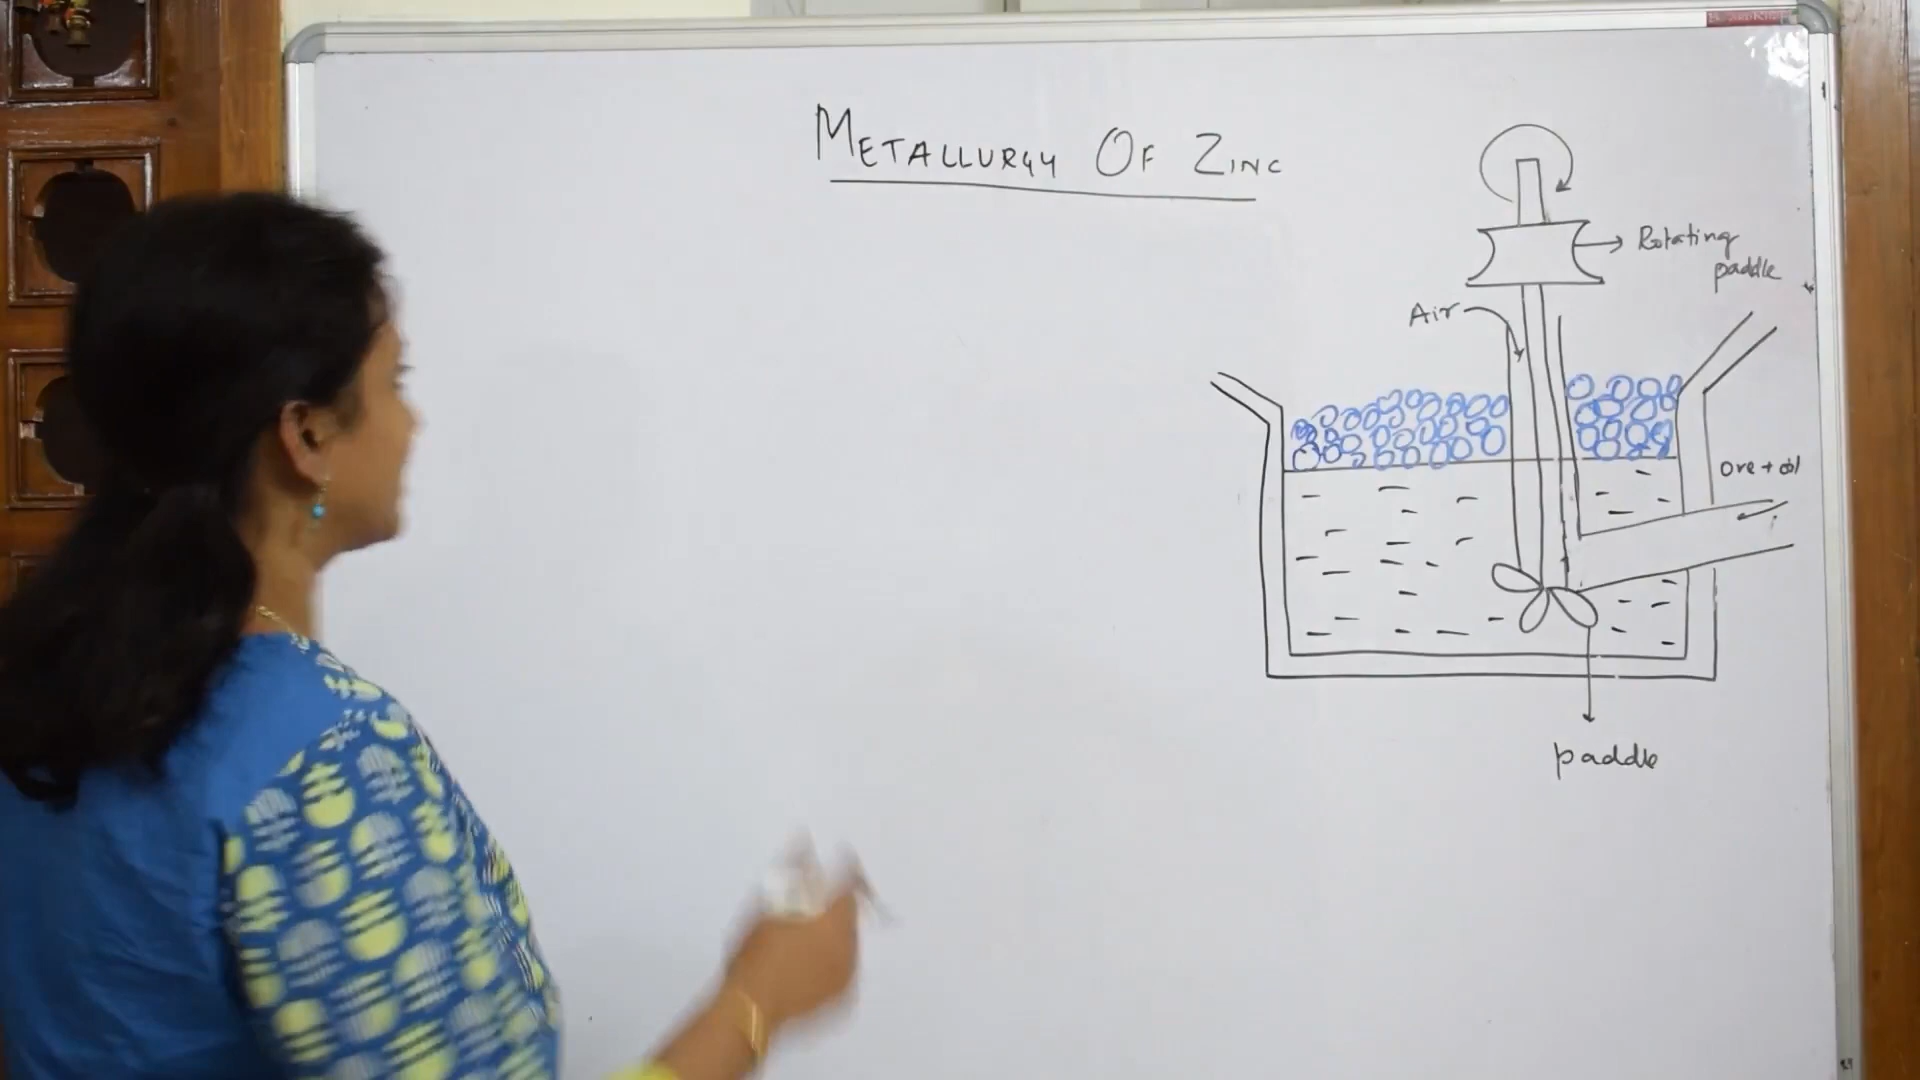 METALLURGY OF ZINC
Rotating
paddle
Air
Ore + oil
paddle